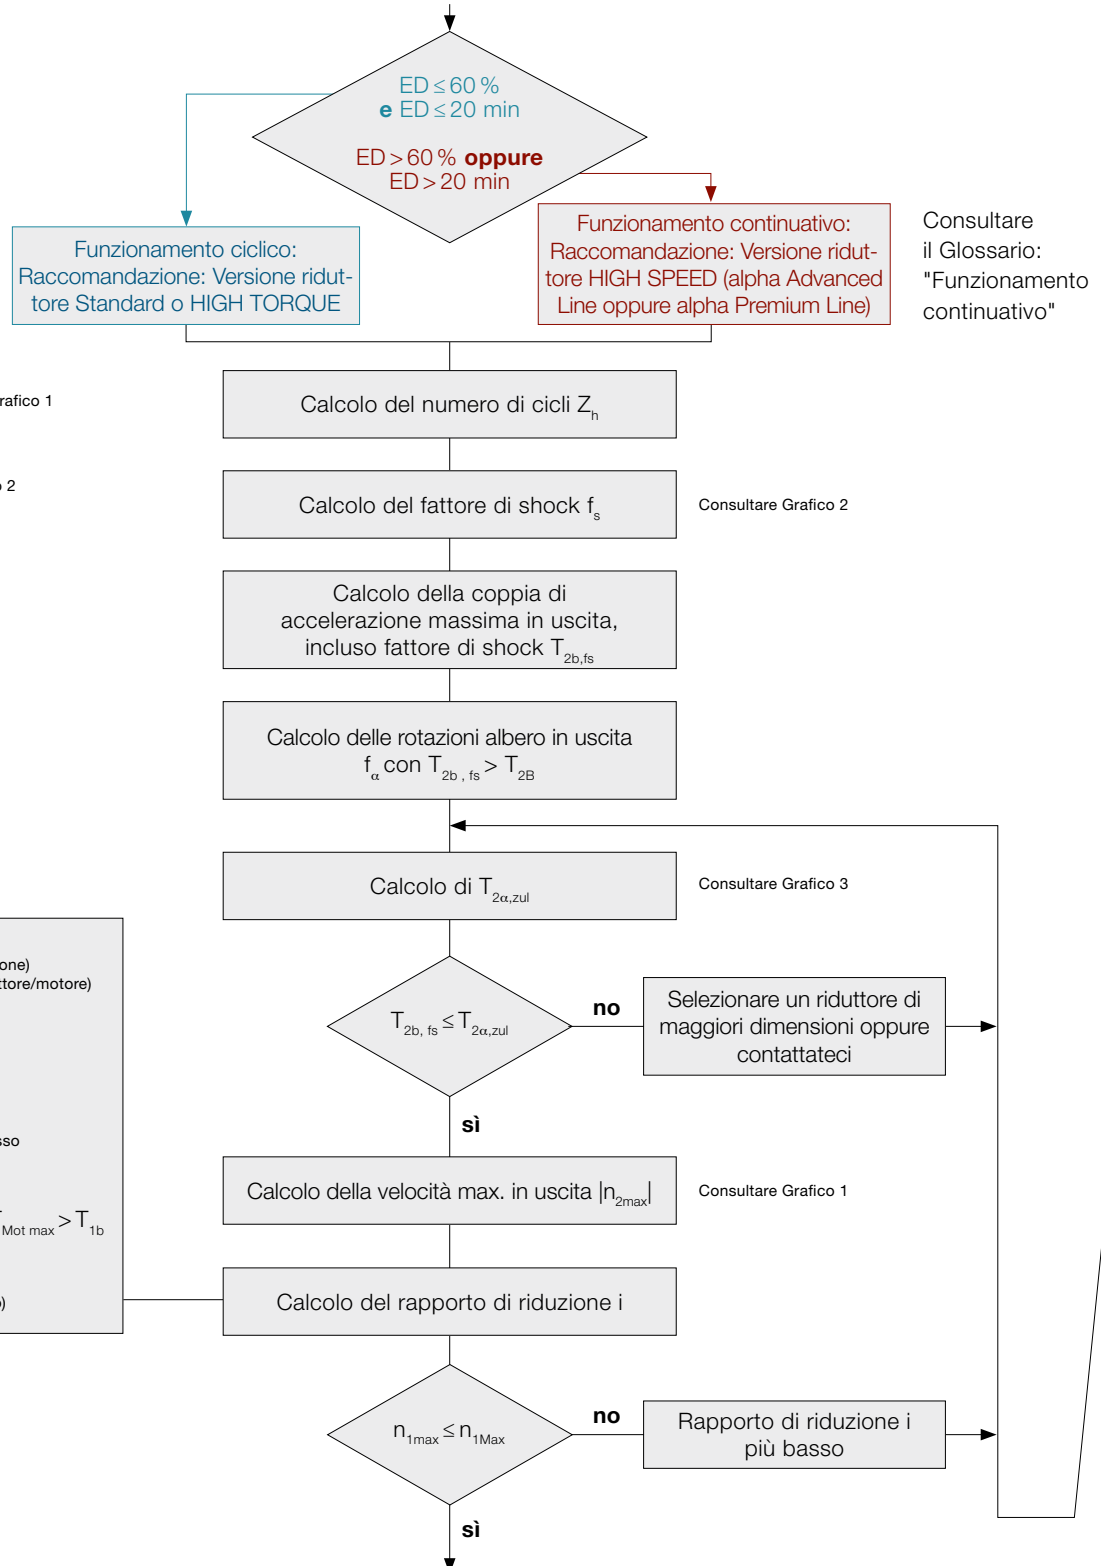 ED ≤ 60 %
e ED ≤ 20 min
ED > 60 % oppure
ED > 20 min
Funzionamento ciclico:
Raccomandazione: Versione ridut-
tore Standard o HIGH TORQUE
Funzionamento continuativo:
Raccomandazione: Versione ridut-
tore HIGH SPEED (alpha Advanced
Line oppure alpha Premium Line)
Consultare
il Glossario:
"Funzionamento
continuativo"
rafico 1
Calcolo del numero di cicli Zh
2
Calcolo del fattore di shock fs
Consultare Grafico 2
Calcolo della coppia di
accelerazione massima in uscita,
incluso fattore di shock T2b,fs
Calcolo delle rotazioni albero in uscita
fα con T2b , fs > T2B
Calcolo di T2α,zul
Consultare Grafico 3
one)
ttore/motore)
T2b, fs ≤ T2α,zul
no
Selezionare un riduttore di
maggiori dimensioni oppure
contattateci
sì
sso
Calcolo della velocità max. in uscita |n2max|
Consultare Grafico 1
TMot max > T1b
)
Calcolo del rapporto di riduzione i
n1max ≤ n1Max
no
Rapporto di riduzione i
più basso
sì